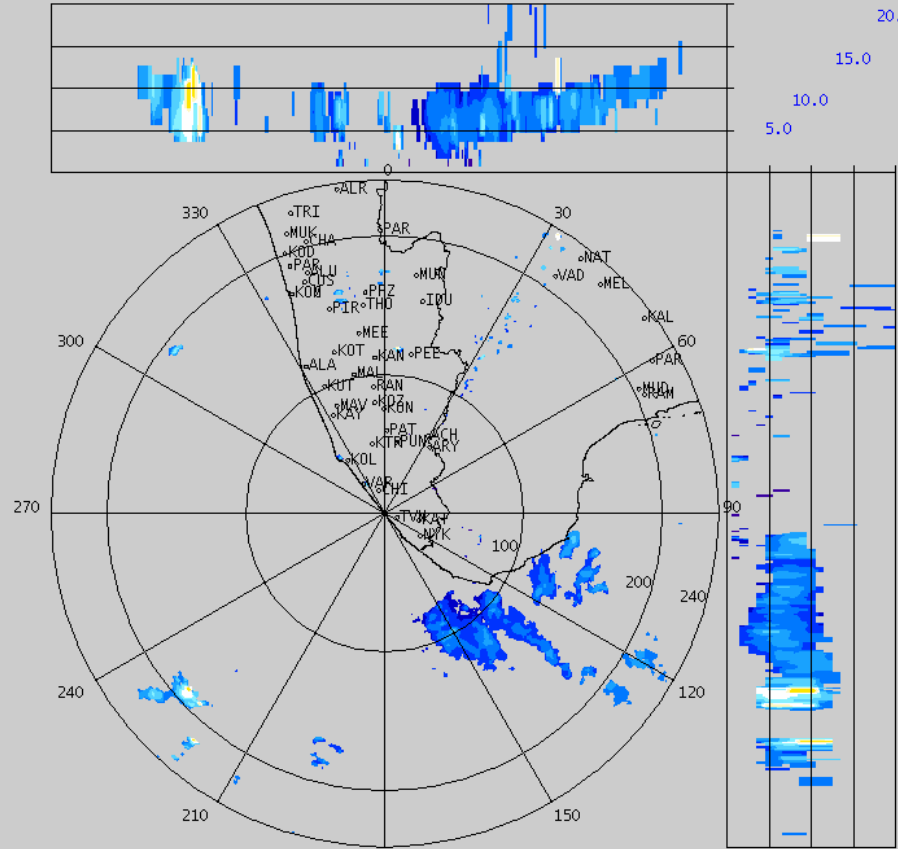 20.
15.0
10.0
5.0
0
ALR
330
TRI
30
MUK
CHA
PAR
KOD
NAT
PAR
ALU
MUN
VAD
CUS
MEL
KOM
PFZ
IDU
PIR
THO
KAL
MEE
300
60
KOT
KAN
PEE
PAR
ALA
MAL
KUT
RAN
MUD
RAM
MAV
KOZ
KAY
KON
PAT
ACH
KTR
PUN
ARY
KOL
VAR
CHI
270
90
TVM
KAT
NYK
100
200
240
240
120
210
150